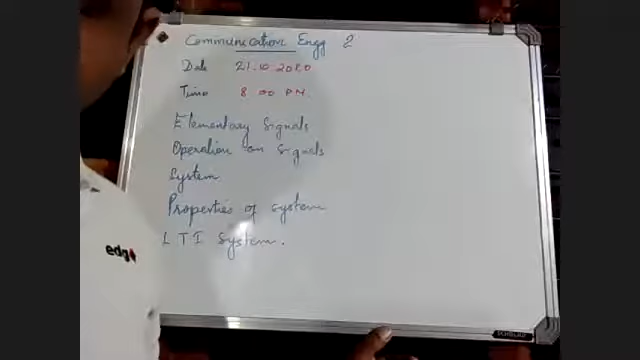 Communication Engg 2
Date 21.10.2020
Time 8 00 PM
Elementary Signals
Operation on signals
System
Properties of system
LTI System.
edge